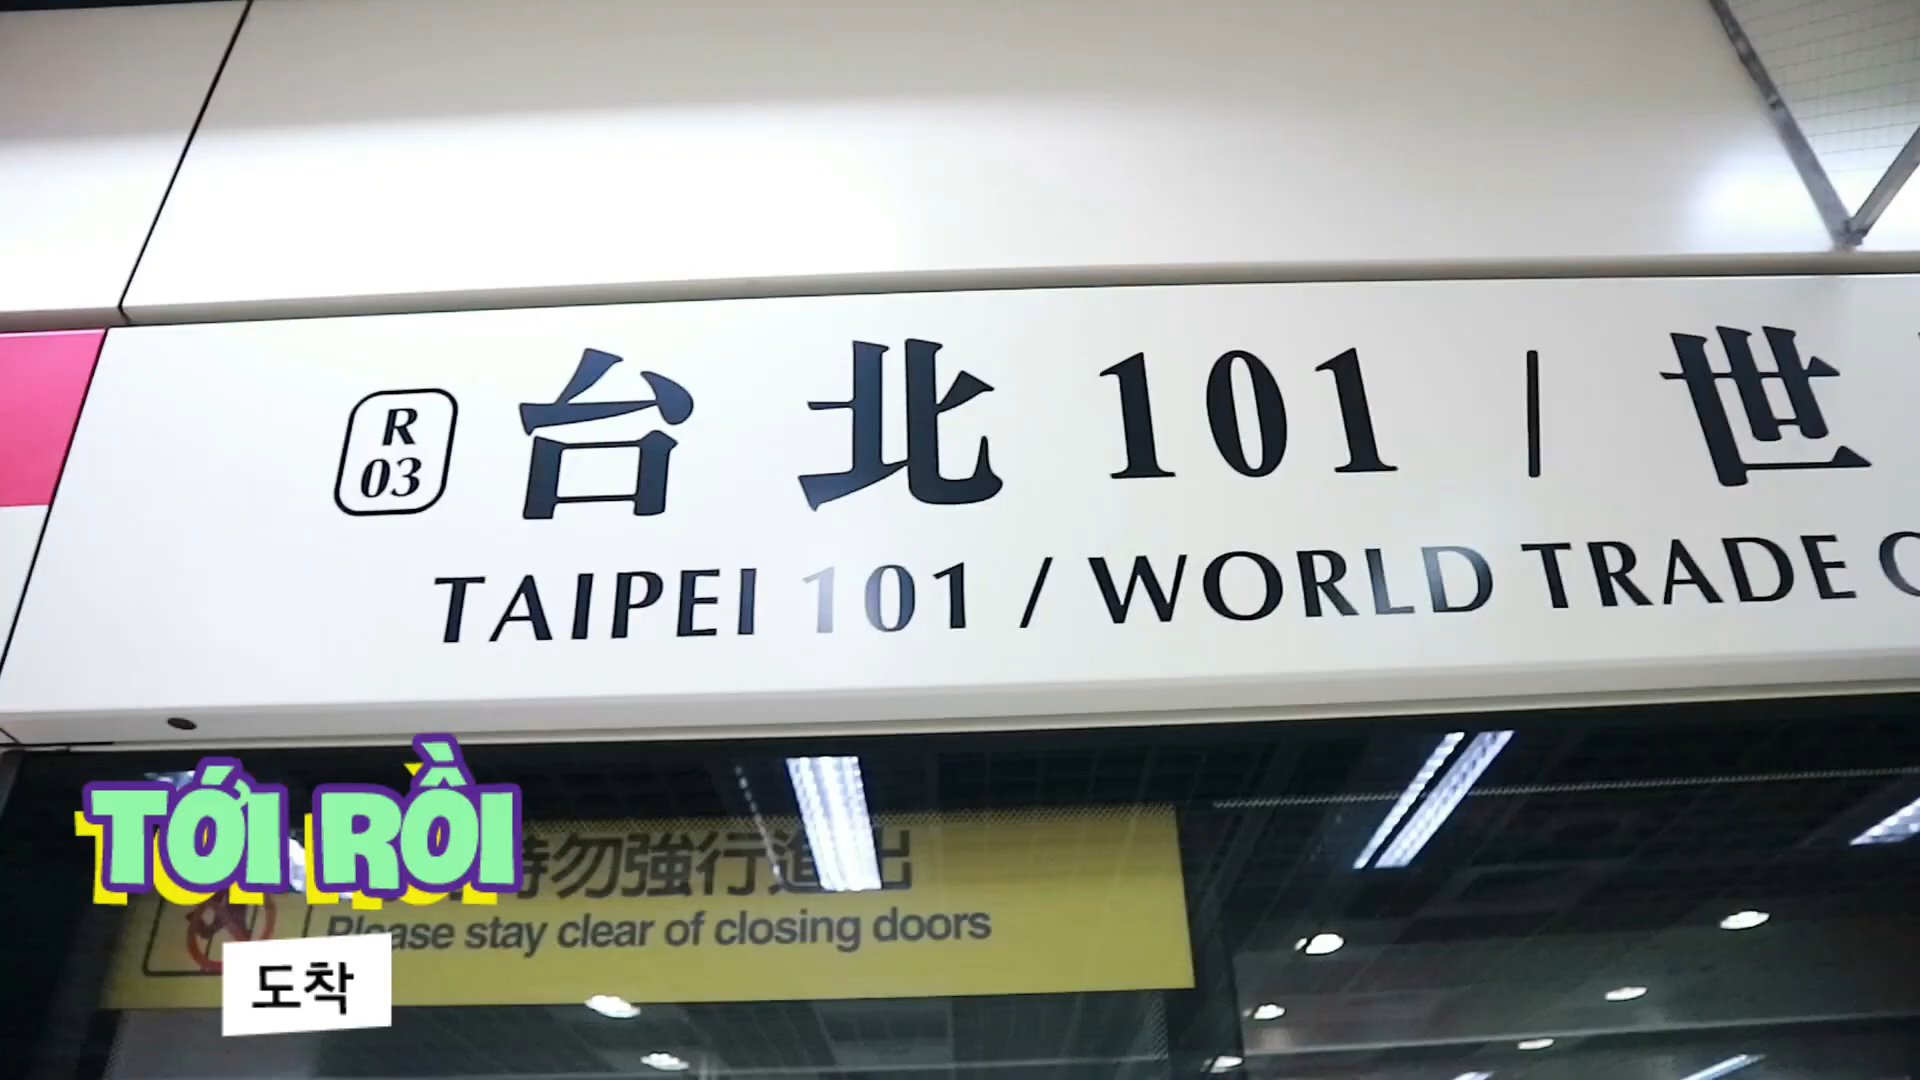 R
03
台北101 / 世
TAIPEI 101 / WORLD TRADE
TỚI RỒI
勿強行進出
Please stay clear of closing doors
도착